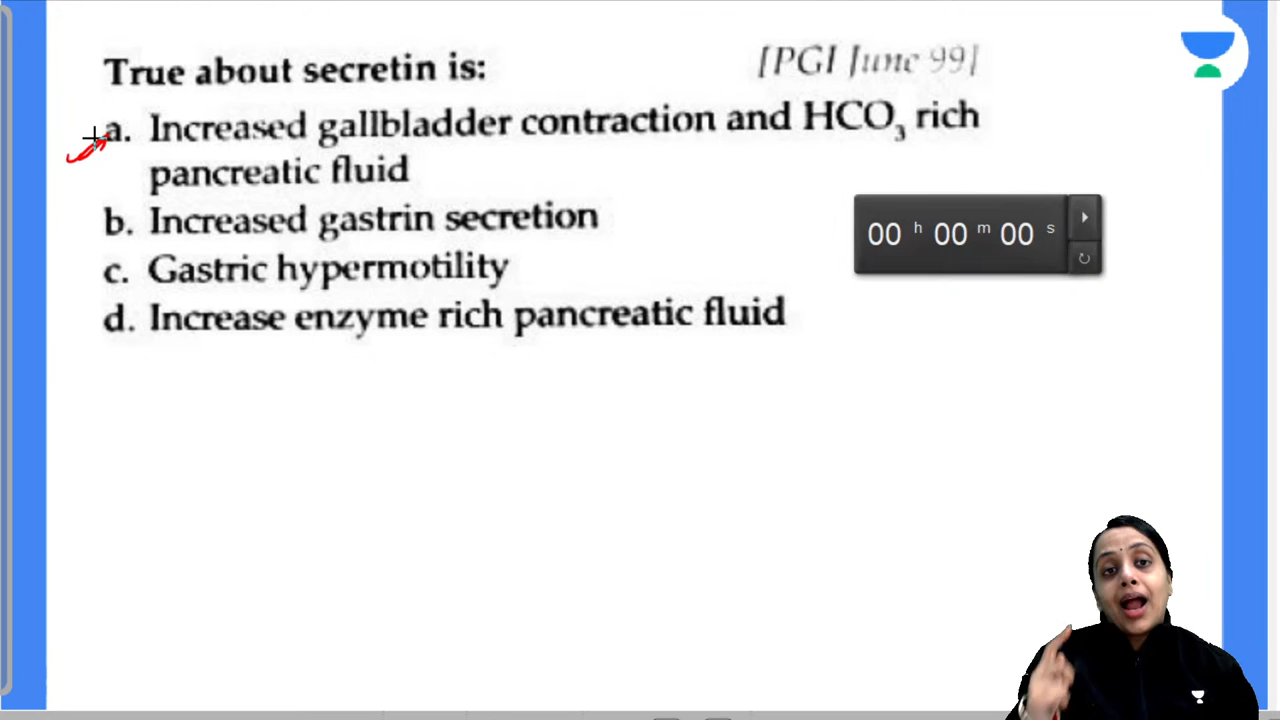 True about secretin is: [PGI June 99]
a. Increased gallbladder contraction and HCO₃ rich
pancreatic fluid
b. Increased gastrin secretion
c. Gastric hypermotility
d. Increase enzyme rich pancreatic fluid
00 h 00 m 00 s